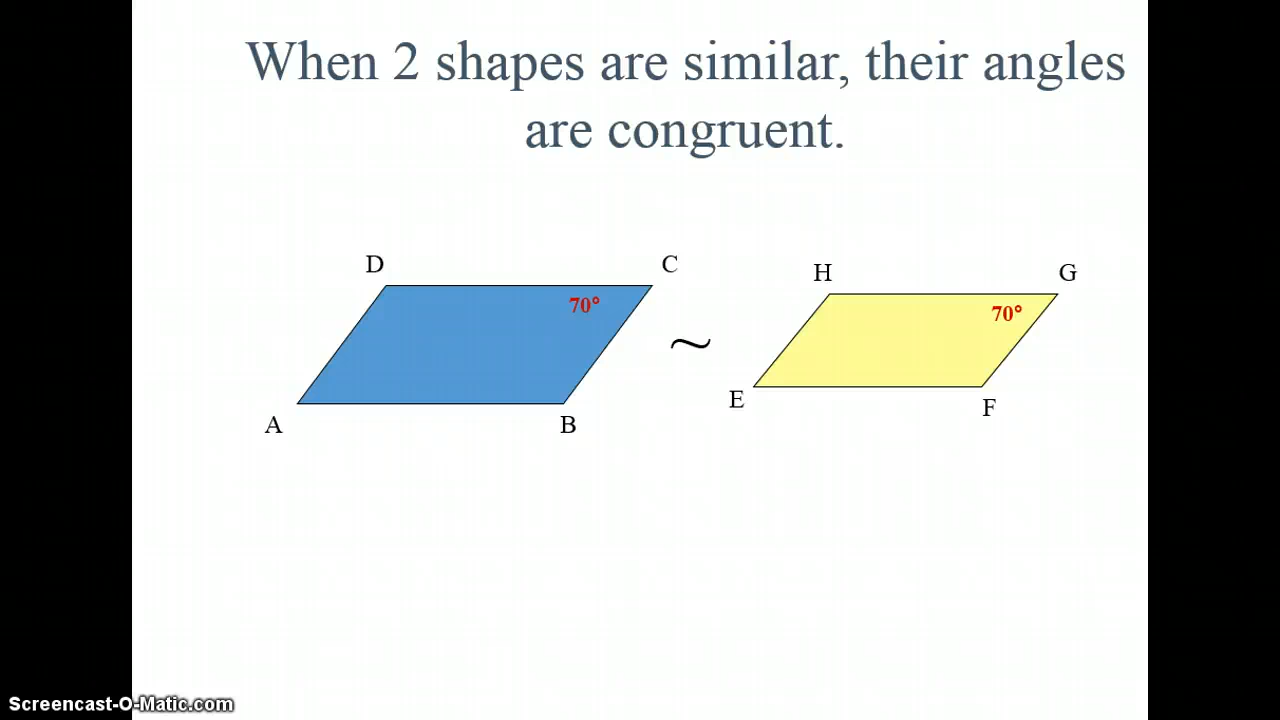 When 2 shapes are similar, their angles
are congruent.
D
C
H
G
70°
70°
~
E
F
A
B
Screencast-O-Matic.com